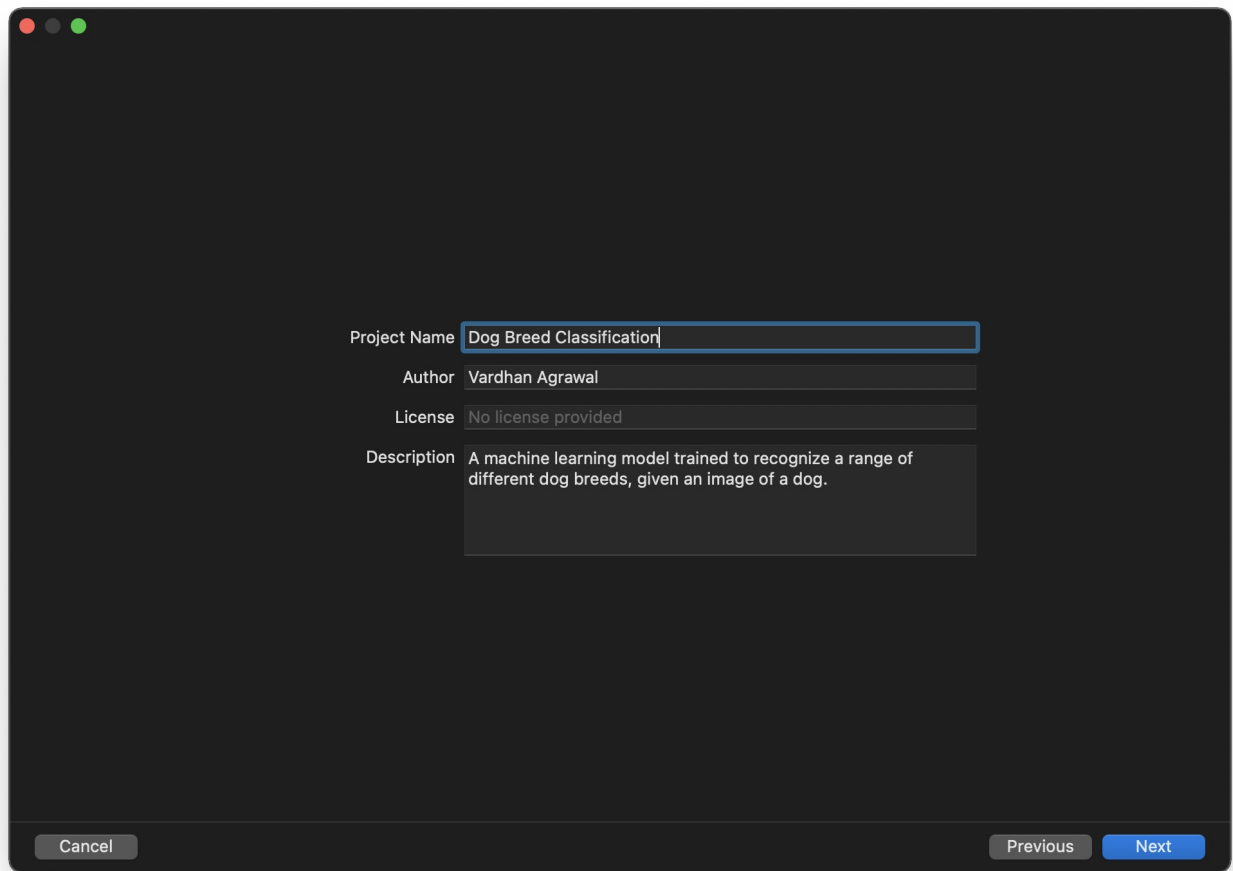 Project Name Dog Breed Classification
Author Vardhan Agrawal
License No license provided
Description A machine learning model trained to recognize a range of
different dog breeds, given an image of a dog.
Cancel Previous Next